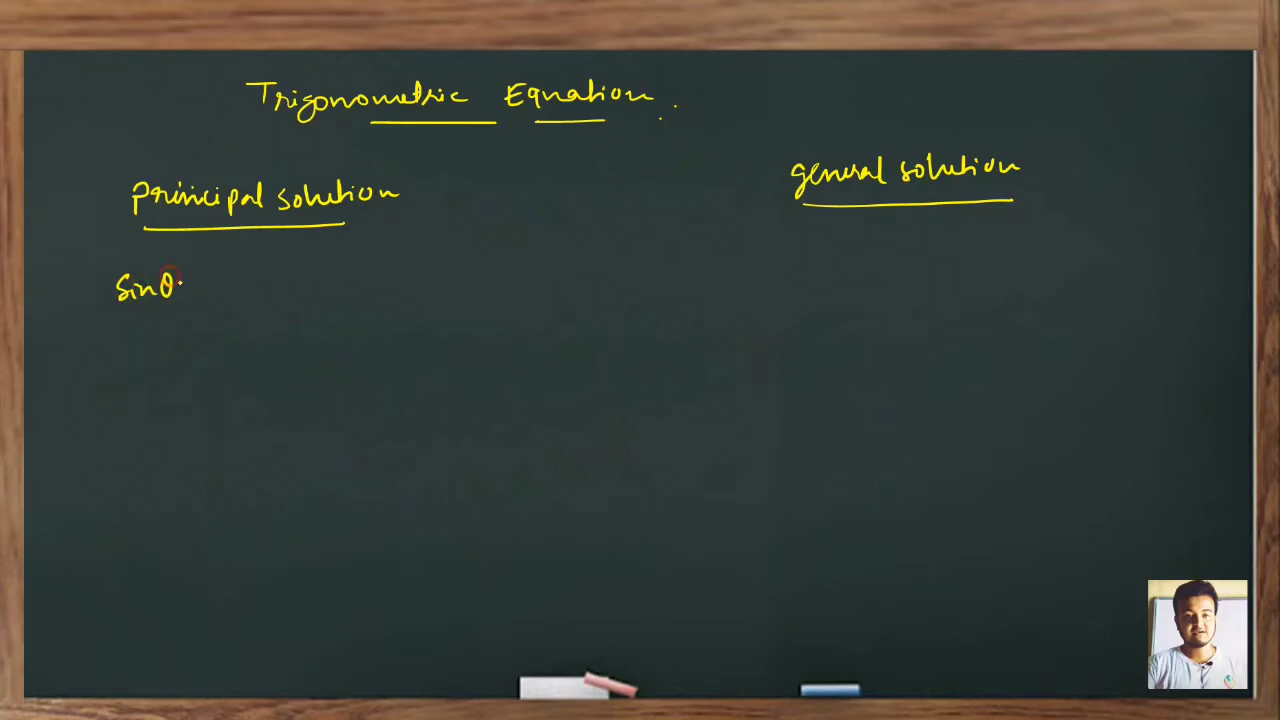 Trigonometric Equation.
Principal solution
general solution
Sinθ